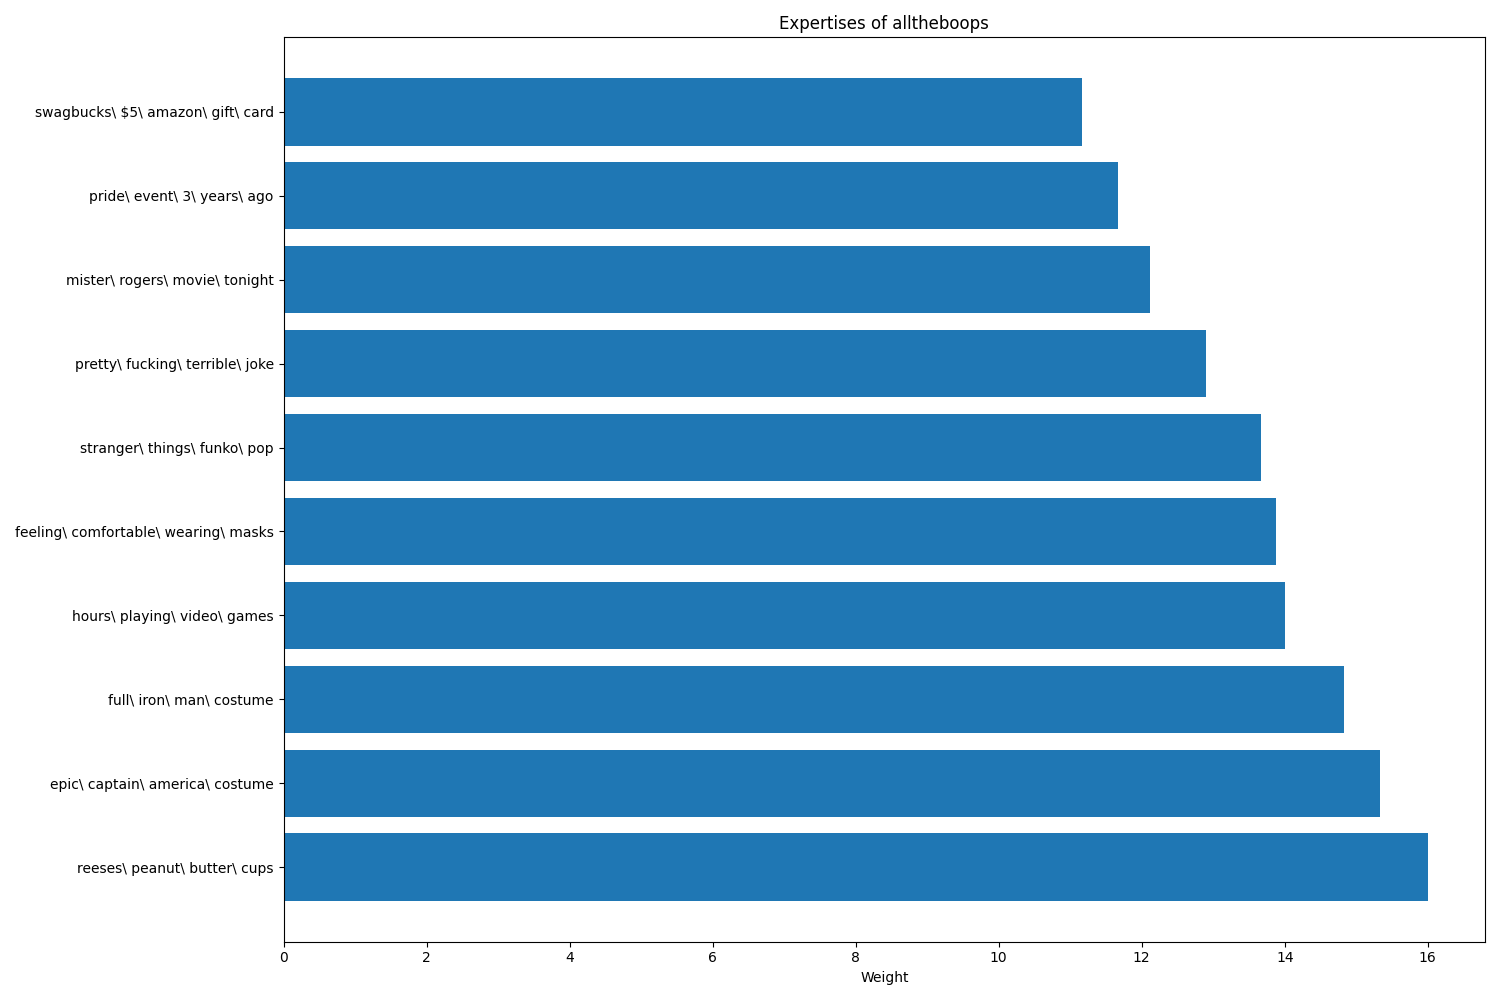 Expertises of alltheboops
swagbucks\ $5\ amazon\ gift\ card
pride\ event\ 3\ years\ ago
mister\ rogers\ movie\ tonight
pretty\ fucking\ terrible\ joke
stranger\ things\ funko\ pop
feeling\ comfortable\ wearing\ masks
hours\ playing\ video\ games
full\ iron\ man\ costume
epic\ captain\ america\ costume
reeses\ peanut\ butter\ cups
0 2 4 6 8 10 12 14 16
Weight